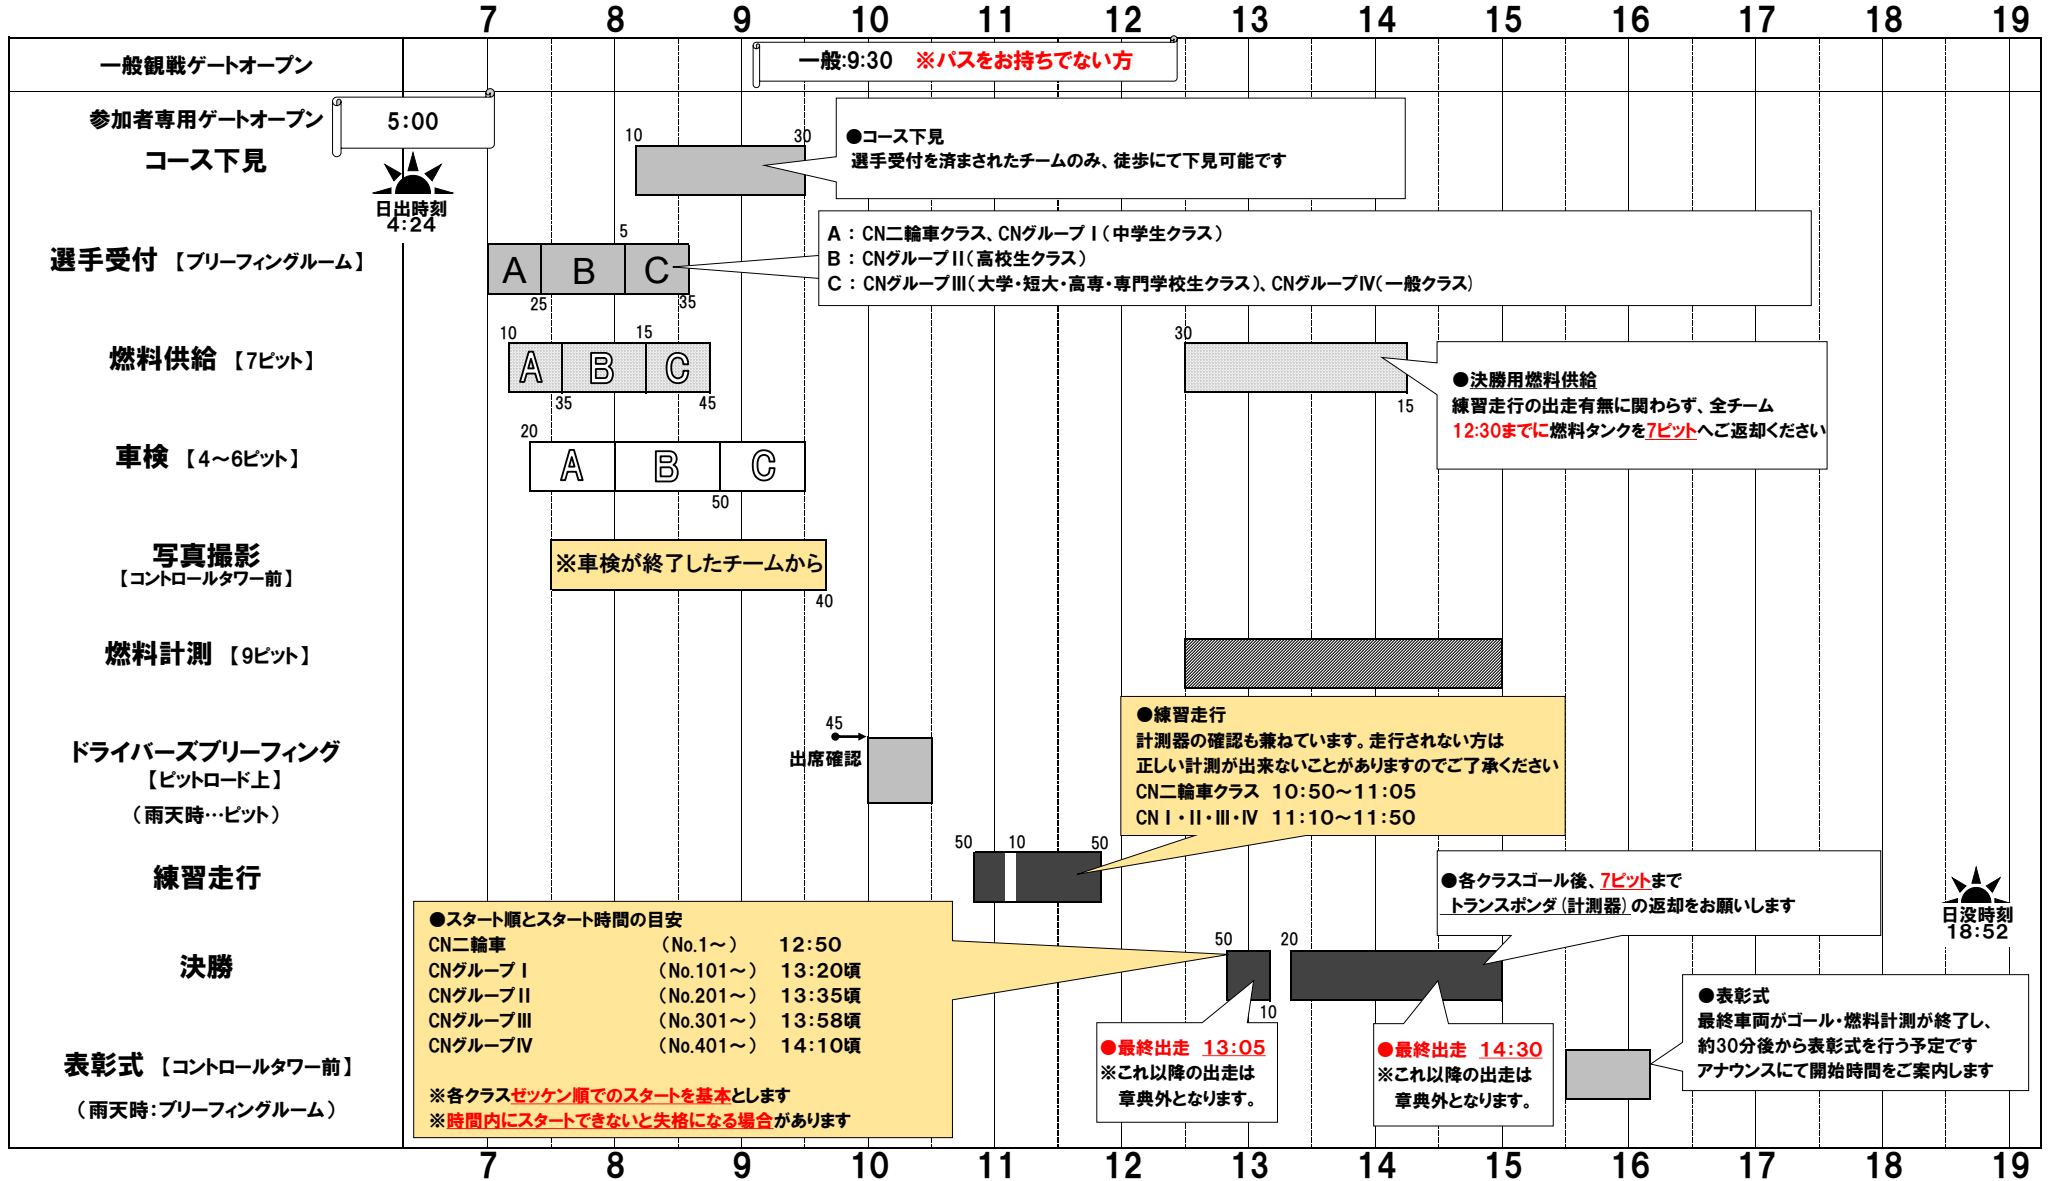 7 8 9 10 11 12 13 14 15 16 17 18 19
一般観戦ゲートオープン
一般:9:30 ※パスをお持ちでない方
参加者専用ゲートオープン
5:00
コース下見
10 30
●コース下見
選手受付を済まされたチームのみ、徒歩にて下見可能です
日出時刻
4:24
選手受付 【ブリーフィングルーム】
5
A B C
25 35
A : CN二輪車クラス、CNグループⅠ(中学生クラス)
B : CNグループⅡ(高校生クラス)
C : CNグループⅢ(大学・短大・高専・専門学校生クラス)、CNグループⅣ(一般クラス)
燃料供給 【7ピット】
10 15
A B C
35 45
30
15
●決勝用燃料供給
練習走行の出走有無に関わらず、全チーム
12:30までに燃料タンクを7ピットへご返却ください
車検 【4~6ピット】
20
A B C
50
写真撮影
【コントロールタワー前】
※車検が終了したチームから
40
燃料計測 【9ピット】
ドライバーズブリーフィング
【ピットロード上】
(雨天時…ピット)
45
出席確認
●練習走行
計測器の確認も兼ねています。走行されない方は
正しい計測が出来ないことがありますのでご了承ください
CN二輪車クラス 10:50~11:05
CNⅠ・Ⅱ・Ⅲ・Ⅳ 11:10~11:50
練習走行
50 10 50
●各クラスゴール後、7ピットまで
トランスポンダ(計測器)の返却をお願いします
日没時刻
18:52
決勝
●スタート順とスタート時間の目安
CN二輪車 (No.1~) 12:50
CNグループⅠ (No.101~) 13:20頃
CNグループⅡ (No.201~) 13:35頃
CNグループⅢ (No.301~) 13:58頃
CNグループⅣ (No.401~) 14:10頃
※各クラスゼッケン順でのスタートを基本とします
※時間内にスタートできないと失格になる場合があります
50 20
10
●最終出走 13:05
※これ以降の出走は
章典外となります。
●最終出走 14:30
※これ以降の出走は
章典外となります。
表彰式 【コントロールタワー前】
(雨天時:ブリーフィングルーム)
●表彰式
最終車両がゴール・燃料計測が終了し、
約30分後から表彰式を行う予定です
アナウンスにて開始時間をご案内します
7 8 9 10 11 12 13 14 15 16 17 18 19